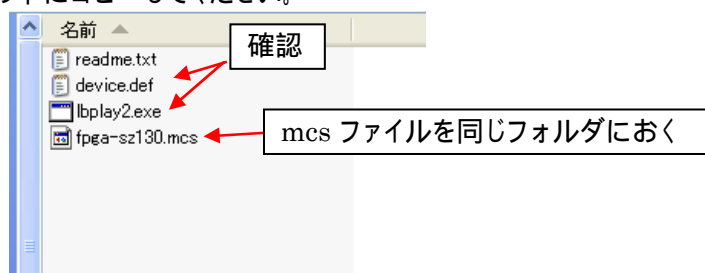 名前
readme.txt
device.def
lbplay2.exe
fpga-sz130.mcs
確認
mcs ファイルを同じフォルダにおく